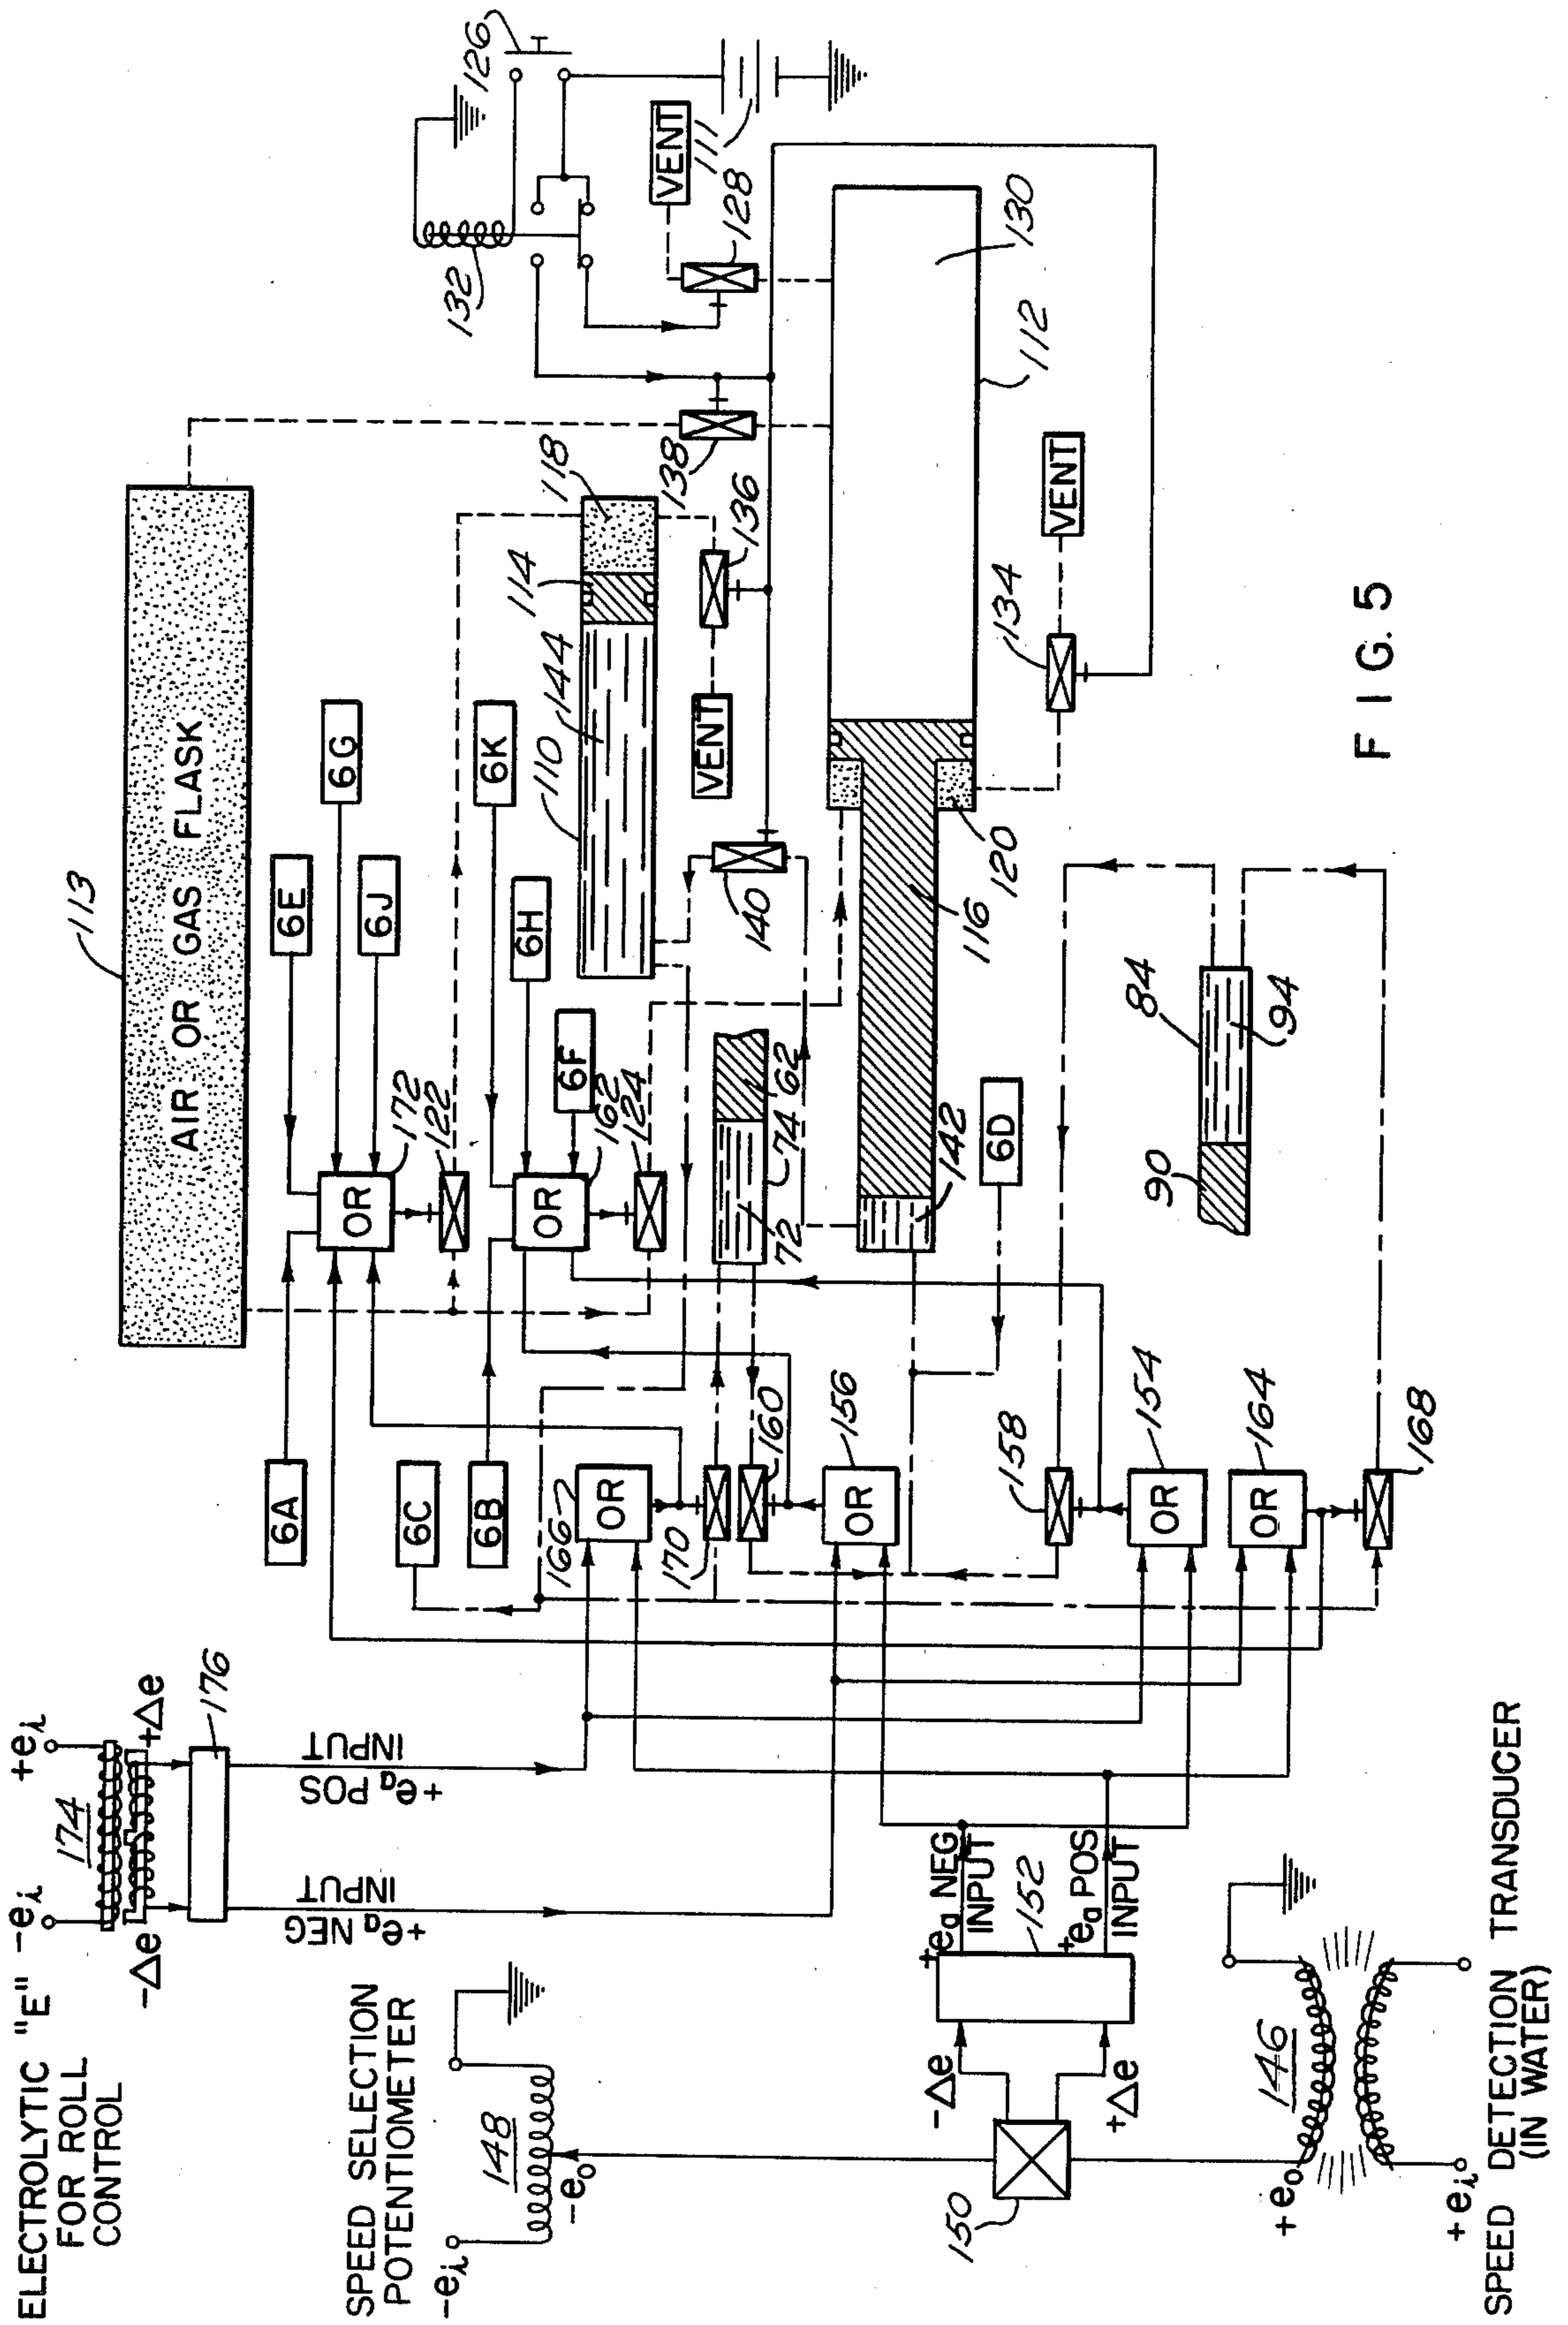 ELECTROLYTIC "E"
FOR ROLL
CONTROL
-eᵢ
+eᵢ
174
-Δe
+Δe
176
+eₐ NEG
INPUT
+eₐ POS
INPUT
SPEED SELECTION
POTENTIOMETER
-eᵢ
148
-e₀
150
-Δe
+Δe
+eₐ NEG
INPUT
152
+eₐ POS
INPUT
+e₀
146
+eᵢ
SPEED DETECTION TRANSDUCER
(IN WATER)
113
AIR OR GAS FLASK
6A
6E
6G
6J
OR
172
122
6C
6B
6K
6H
6F
OR
162
124
166
OR
170
160
OR
156
158
OR
154
OR
164
168
72
74
62
110
144
114
118
VENT
136
138
140
142
116
120
6D
90
84
94
134
VENT
112
130
128
VENT
111
132
126
FIG. 5